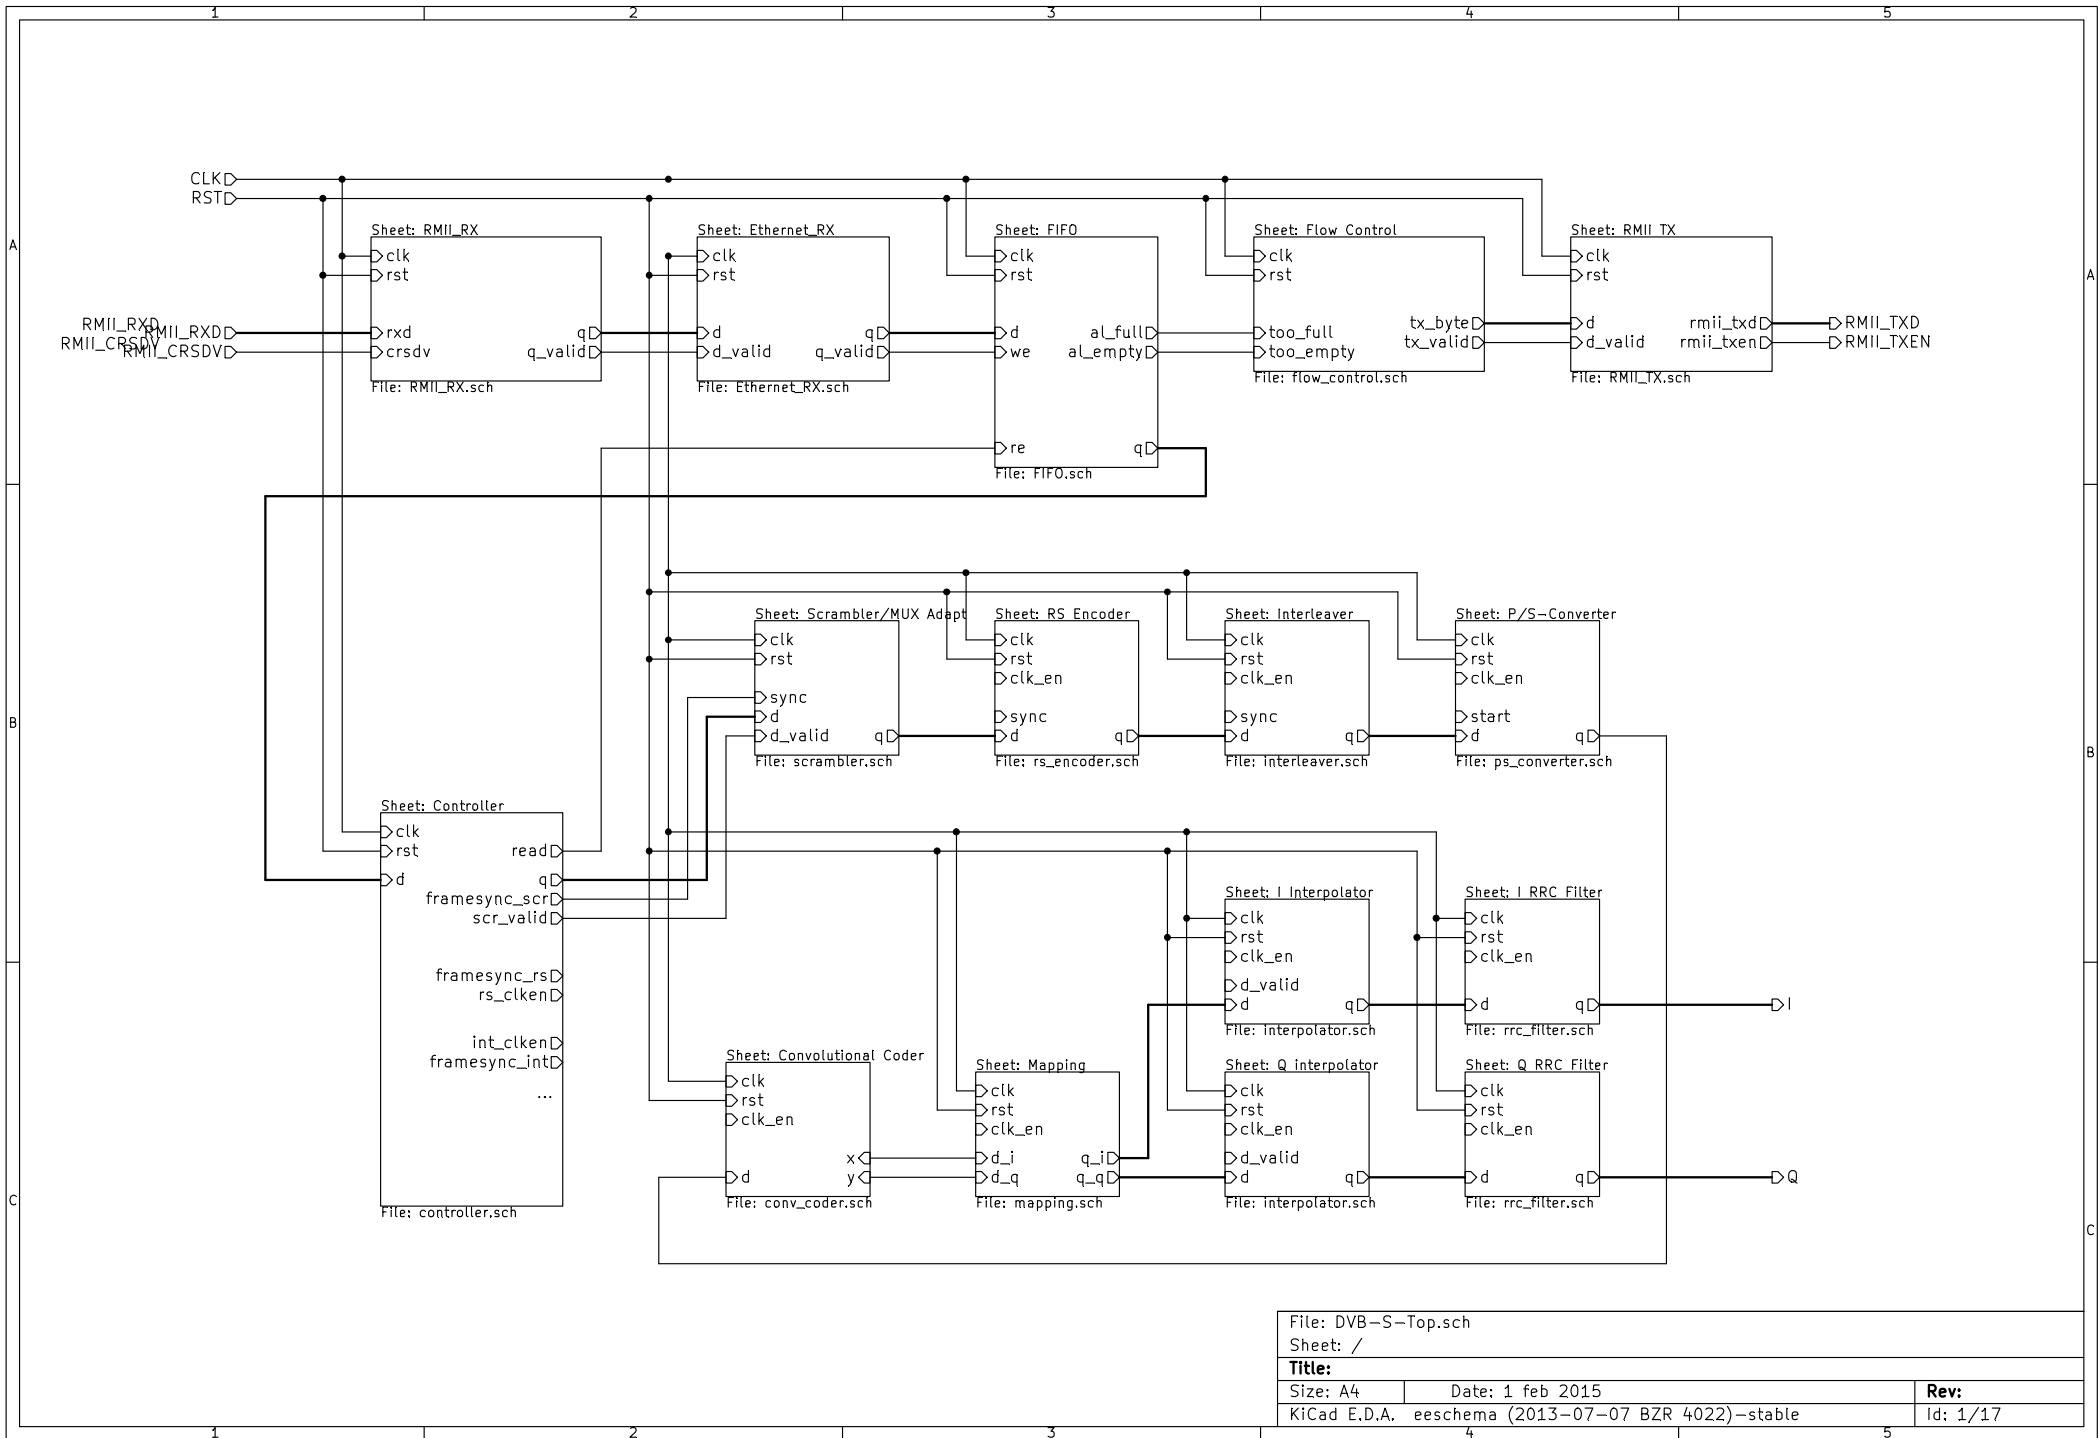 1 2 3 4 5
CLK
RST
A
A
Sheet: RMII_RX
clk
rst
rxd
crsdv
q
q_valid
File: RMII_RX.sch
RMII_RXD
RMII_CRSDV
RMII_RXD
RMII_CRSDV
Sheet: Ethernet_RX
clk
rst
d
d_valid
q
q_valid
File: Ethernet_RX.sch
Sheet: FIFO
clk
rst
d
we
al_full
al_empty
re
q
File: FIFO.sch
Sheet: Flow Control
clk
rst
too_full
too_empty
tx_byte
tx_valid
File: flow_control.sch
Sheet: RMII TX
clk
rst
d
d_valid
rmii_txd
rmii_txen
File: RMII_TX.sch
RMII_TXD
RMII_TXEN
B
B
Sheet: Scrambler/MUX Adapt
clk
rst
sync
d
d_valid
q
File: scrambler.sch
Sheet: RS Encoder
clk
rst
clk_en
sync
d
q
File: rs_encoder.sch
Sheet: Interleaver
clk
rst
clk_en
sync
d
q
File: interleaver.sch
Sheet: P/S-Converter
clk
rst
clk_en
start
d
q
File: ps_converter.sch
Sheet: Controller
clk
rst
d
read
q
framesync_scr
scr_valid
framesync_rs
rs_clken
int_clken
framesync_int
...
File: controller.sch
Sheet: I Interpolator
clk
rst
clk_en
d_valid
d
q
File: interpolator.sch
Sheet: I RRC Filter
clk
rst
clk_en
d
q
File: rrc_filter.sch
I
C
C
Sheet: Convolutional Coder
clk
rst
clk_en
d
x
y
File: conv_coder.sch
Sheet: Mapping
clk
rst
clk_en
d_i
d_q
q_i
q_q
File: mapping.sch
Sheet: Q interpolator
clk
rst
clk_en
d_valid
d
q
File: interpolator.sch
Sheet: Q RRC Filter
clk
rst
clk_en
d
q
File: rrc_filter.sch
Q
File: DVB-S-Top.sch
Sheet: /
Title:
Size: A4 Date: 1 feb 2015 Rev:
KiCad E.D.A. eeschema (2013-07-07 BZR 4022)-stable Id: 1/17
1 2 3 4 5